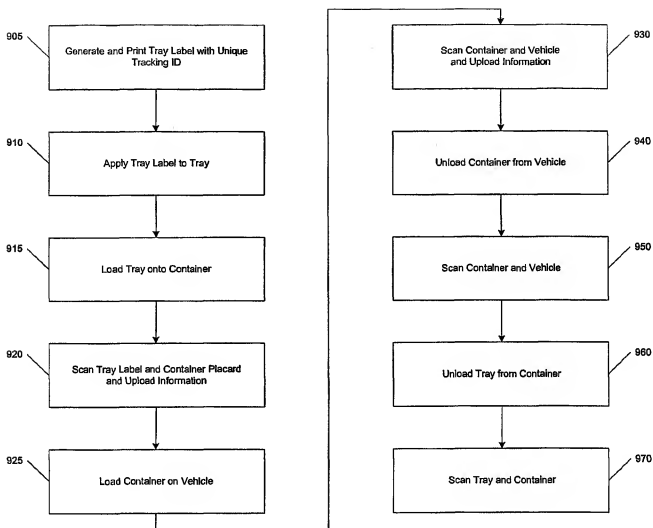 905
Generate and Print Tray Label with Unique
Tracking ID
910
Apply Tray Label to Tray
915
Load Tray onto Container
920
Scan Tray Label and Container Placard
and Upload Information
925
Load Container on Vehicle
930
Scan Container and Vehicle
and Upload Information
940
Unload Container from Vehicle
950
Scan Container and Vehicle
960
Unload Tray from Container
970
Scan Tray and Container